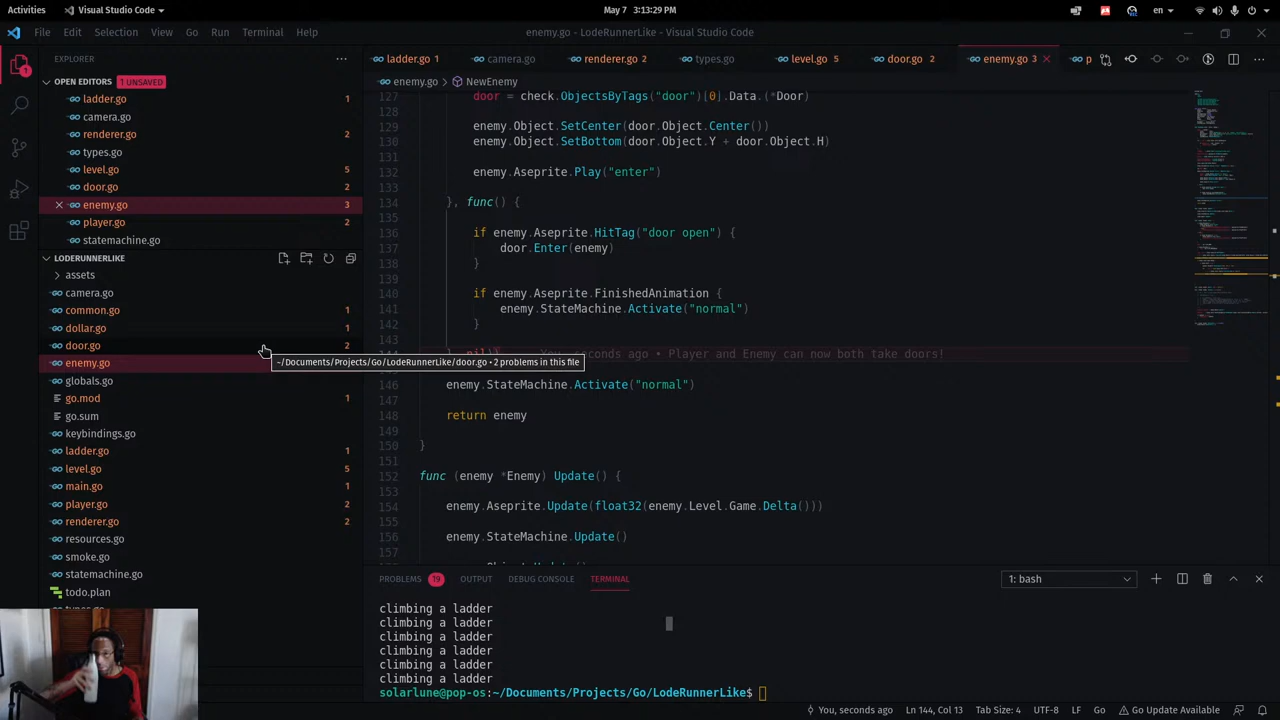 Activities
Visual Studio Code
May 7  3:13:29 PM
en
File Edit Selection View Go Run Terminal Help
enemy.go - LodeRunnerLike - Visual Studio Code
EXPLORER
OPEN EDITORS 1 UNSAVED
ladder.go 1
camera.go
renderer.go 2
types.go
level.go 5
door.go 2
enemy.go 3
player.go 2
statemachine.go
LODERUNNERLIKE
assets
camera.go
common.go 1
dollar.go 1
door.go 2
enemy.go
globals.go
go.mod 1
go.sum
keybindings.go
ladder.go 1
level.go 5
main.go 2
player.go 2
renderer.go 2
resources.go
smoke.go
statemachine.go
todo.plan
~/Documents/Projects/Go/LodeRunnerLike/door.go • 2 problems in this file
ladder.go 1 camera.go renderer.go 2 types.go level.go 5 door.go 2 enemy.go 3 p
enemy.go > NewEnemy
127 door = check.ObjectsByTags("door")[0].Data.(*Door)
128
129 enemy.Object.SetCenter(door.Object.Center())
130 enemy.Object.SetBottom(door.Object.Y + door.Object.H)
131
132 enemy.Aseprite.Play("enter")
133
134 }, func() {
135
136 if enemy.Aseprite.HitTag("door open") {
137 door.Enter(enemy)
138 }
139
140 if enemy.Aseprite.FinishedAnimation {
141 enemy.StateMachine.Activate("normal")
142 }
143
144 }, nil) You, seconds ago • Player and Enemy can now both take doors!
146 enemy.StateMachine.Activate("normal")
147
148 return enemy
149
150 }
151
152 func (enemy *Enemy) Update() {
153
154 enemy.Aseprite.Update(float32(enemy.Level.Game.Delta()))
155
156 enemy.StateMachine.Update()
157
PROBLEMS 19 OUTPUT DEBUG CONSOLE TERMINAL
1: bash
climbing a ladder
climbing a ladder
climbing a ladder
climbing a ladder
climbing a ladder
climbing a ladder
solarlune@pop-os:~/Documents/Projects/Go/LodeRunnerLike$
You, seconds ago Ln 144, Col 13 Tab Size: 4 UTF-8 LF Go Go Update Available